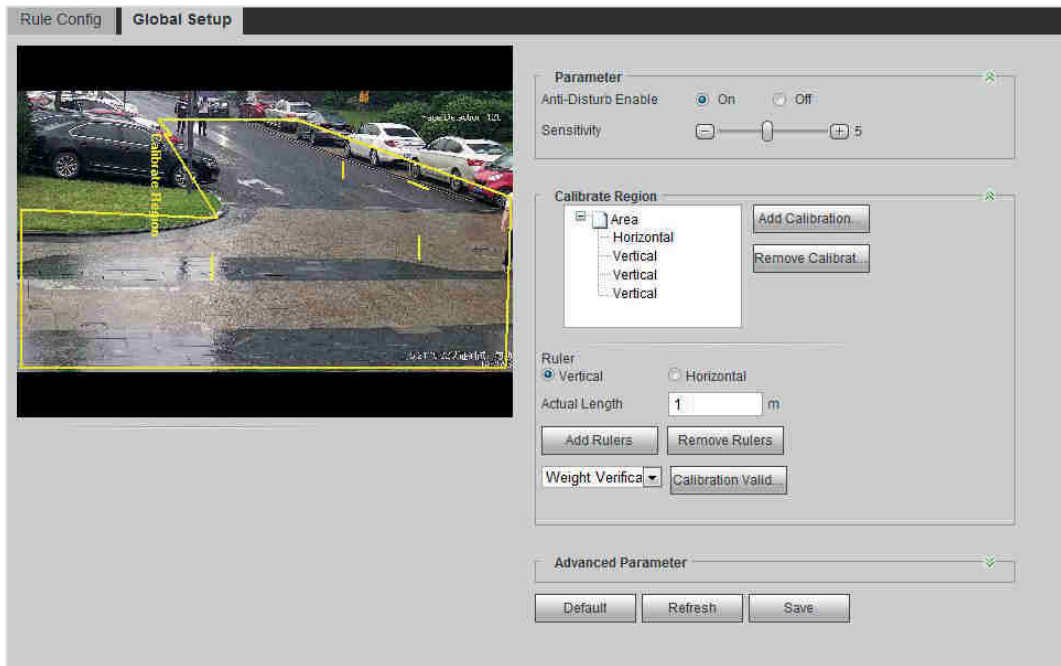 Rule Config
Global Setup
Calibrate Region
Parameter
Anti-Disturb Enable
On
Off
Sensitivity
5
Calibrate Region
Area
Horizontal
Vertical
Vertical
Vertical
Add Calibration...
Remove Calibrat...
Ruler
Vertical
Horizontal
Actual Length
1
m
Add Rulers
Remove Rulers
Weight Verifica
Calibration Valid...
Advanced Parameter
Default
Refresh
Save